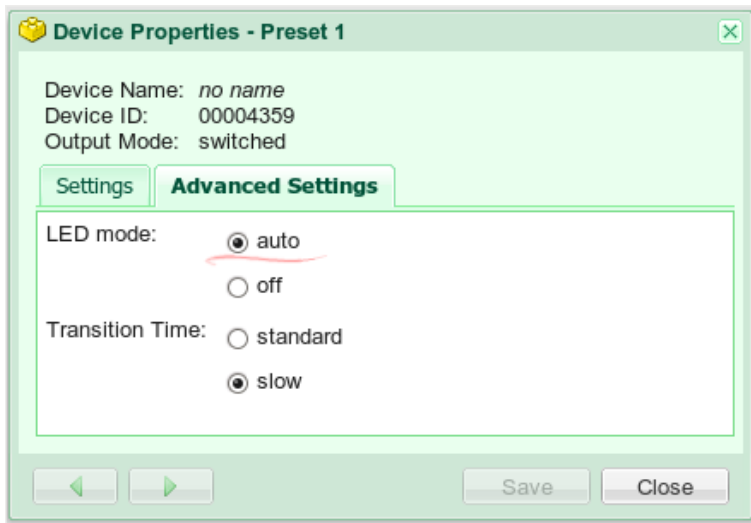 Device Properties - Preset 1
Device Name: no name
Device ID: 00004359
Output Mode: switched
Settings Advanced Settings
LED mode: auto
off
Transition Time: standard
slow
Save Close